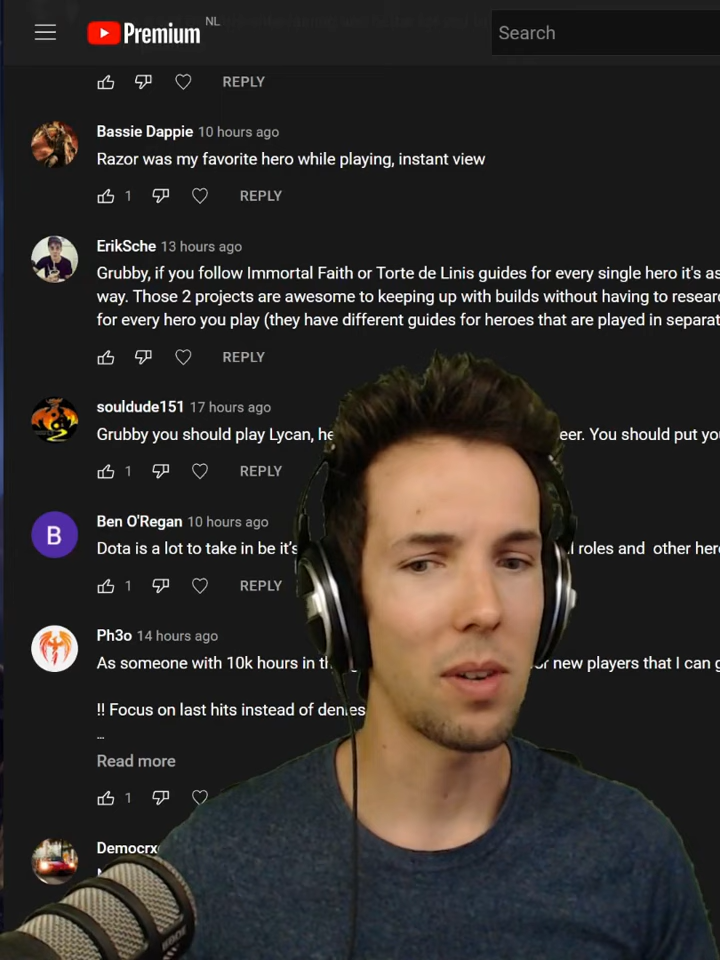 Premium NL
Search
REPLY
Bassie Dappie 10 hours ago
Razor was my favorite hero while playing, instant view
1 REPLY
ErikSche 13 hours ago
Grubby, if you follow Immortal Faith or Torte de Linis guides for every single hero it's as
way. Those 2 projects are awesome to keeping up with builds without having to resear
for every hero you play (they have different guides for heroes that are played in separat
REPLY
souldude151 17 hours ago
Grubby you should play Lycan, he eer. You should put yo
1 REPLY
B
Ben O'Regan 10 hours ago
Dota is a lot to take in be it's roles and other her
1 REPLY
Ph3o 14 hours ago
As someone with 10k hours in or new players that I can g
!! Focus on last hits instead of denies
...
Read more
1
Democrx